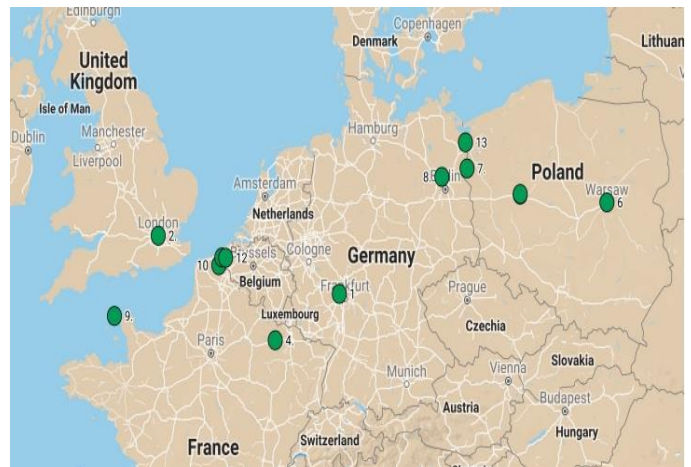 Edinburgh
Copenhagen
Denmark
Lithuan
United
Kingdom
Isle of Man
Dublin
Manchester
Liverpool
Hamburg
13
7.
8.
Poland
Warsaw
6
Amsterdam
Netherlands
London
2.
Germany
Brussels
Cologne
10
12
Belgium
Frankfurt
1
Prague
Czechia
9.
Luxembourg
Paris
4.
Slovakia
Munich
Vienna
Austria
Budapest
Hungary
France
Switzerland